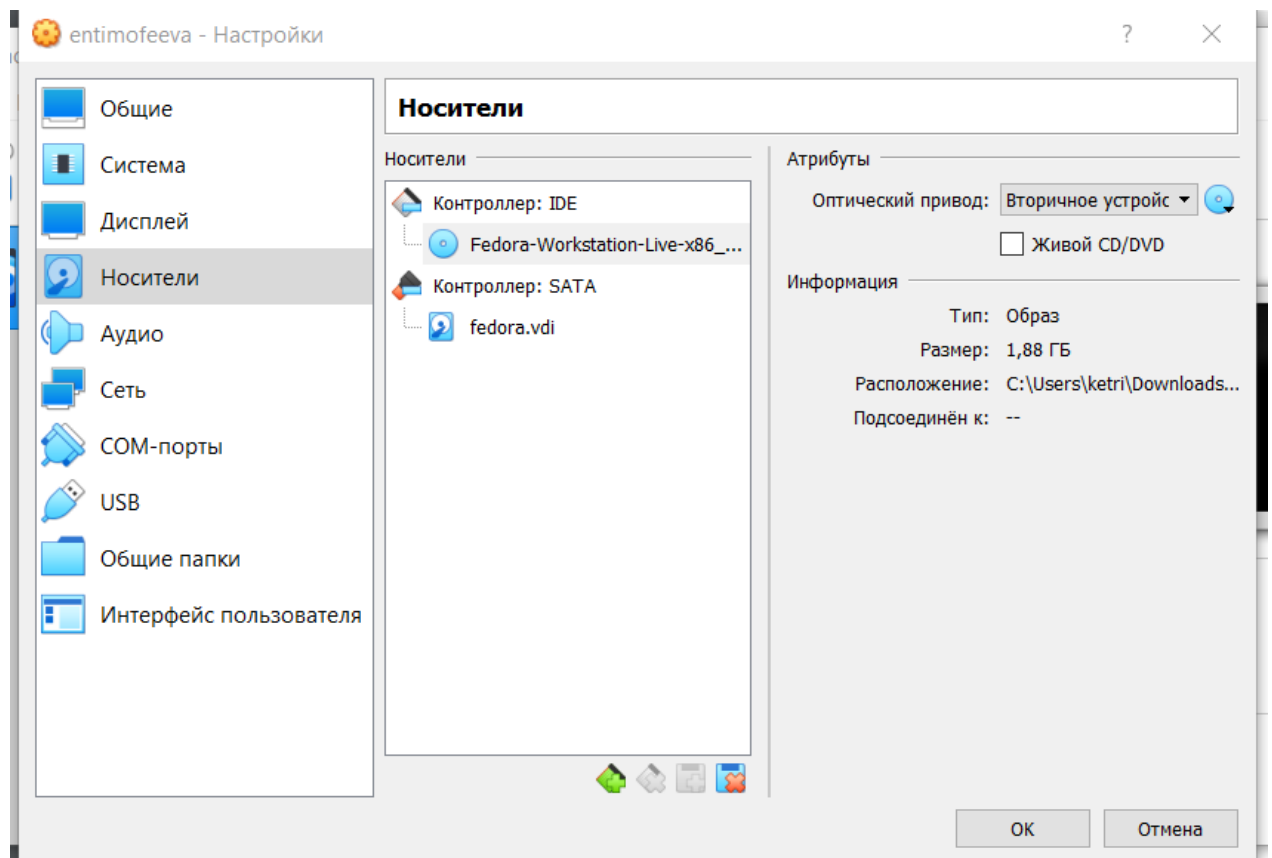 entimofeeva - Настройки
?
Общие
Система
Дисплей
Носители
Аудио
Сеть
COM-порты
USB
Общие папки
Интерфейс пользователя
Носители
Носители
Контроллер: IDE
Fedora-Workstation-Live-x86_...
Контроллер: SATA
fedora.vdi
Атрибуты
Оптический привод: Вторичное устройс
Живой CD/DVD
Информация
Тип: Образ
Размер: 1,88 ГБ
Расположение: C:\Users\ketri\Downloads...
Подсоединён к: --
OK
Отмена